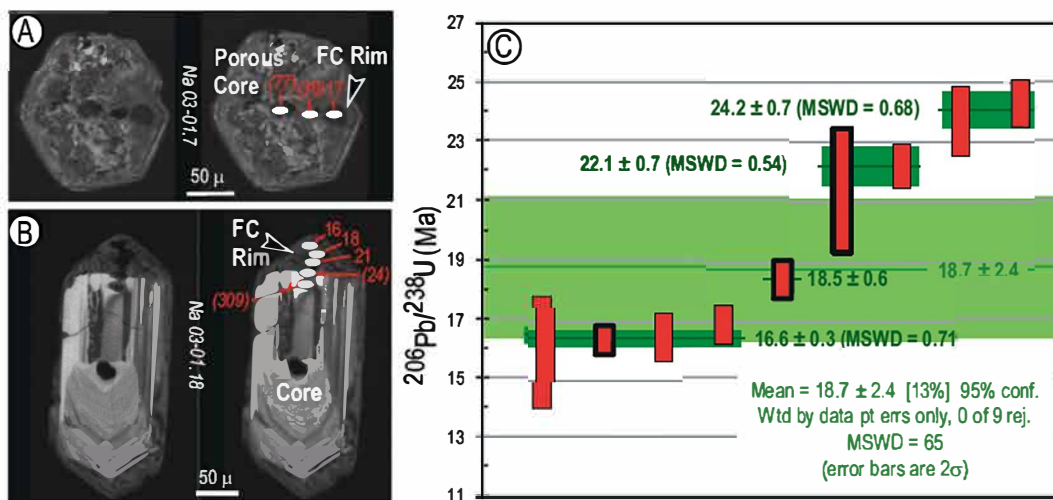 A
Porous
Core
FC Rim
(77)
(39)
17
Na 03-01.7
50 μ
B
FC
Rim
16
18
21
(24)
(309)
Na 03-01.18
Core
50 μ
C
206Pb/238U (Ma)
27
25
23
21
19
17
15
13
11
24.2 ± 0.7 (MSWD = 0.68)
22.1 ± 0.7 (MSWD = 0.54)
18.7 ± 2.4
18.5 ± 0.6
16.6 ± 0.3 (MSWD = 0.71
Mean = 18.7 ± 2.4 [13%] 95% conf.
Wtd by data pt errs only, 0 of 9 rej.
MSWD = 65
(error bars are 2σ)